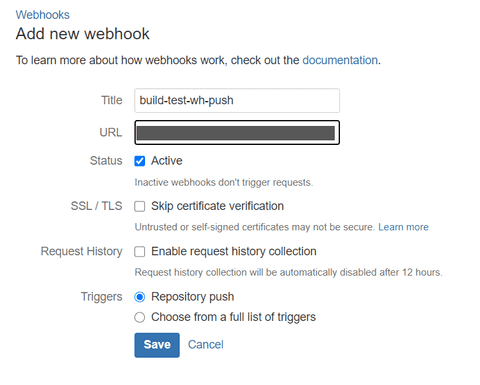 Webhooks
Add new webhook
To learn more about how webhooks work, check out the documentation.
Title build-test-wh-push
URL
Status Active
Inactive webhooks don't trigger requests.
SSL / TLS Skip certificate verification
Untrusted or self-signed certificates may not be secure. Learn more
Request History Enable request history collection
Request history collection will be automatically disabled after 12 hours.
Triggers Repository push
Choose from a full list of triggers
Save Cancel